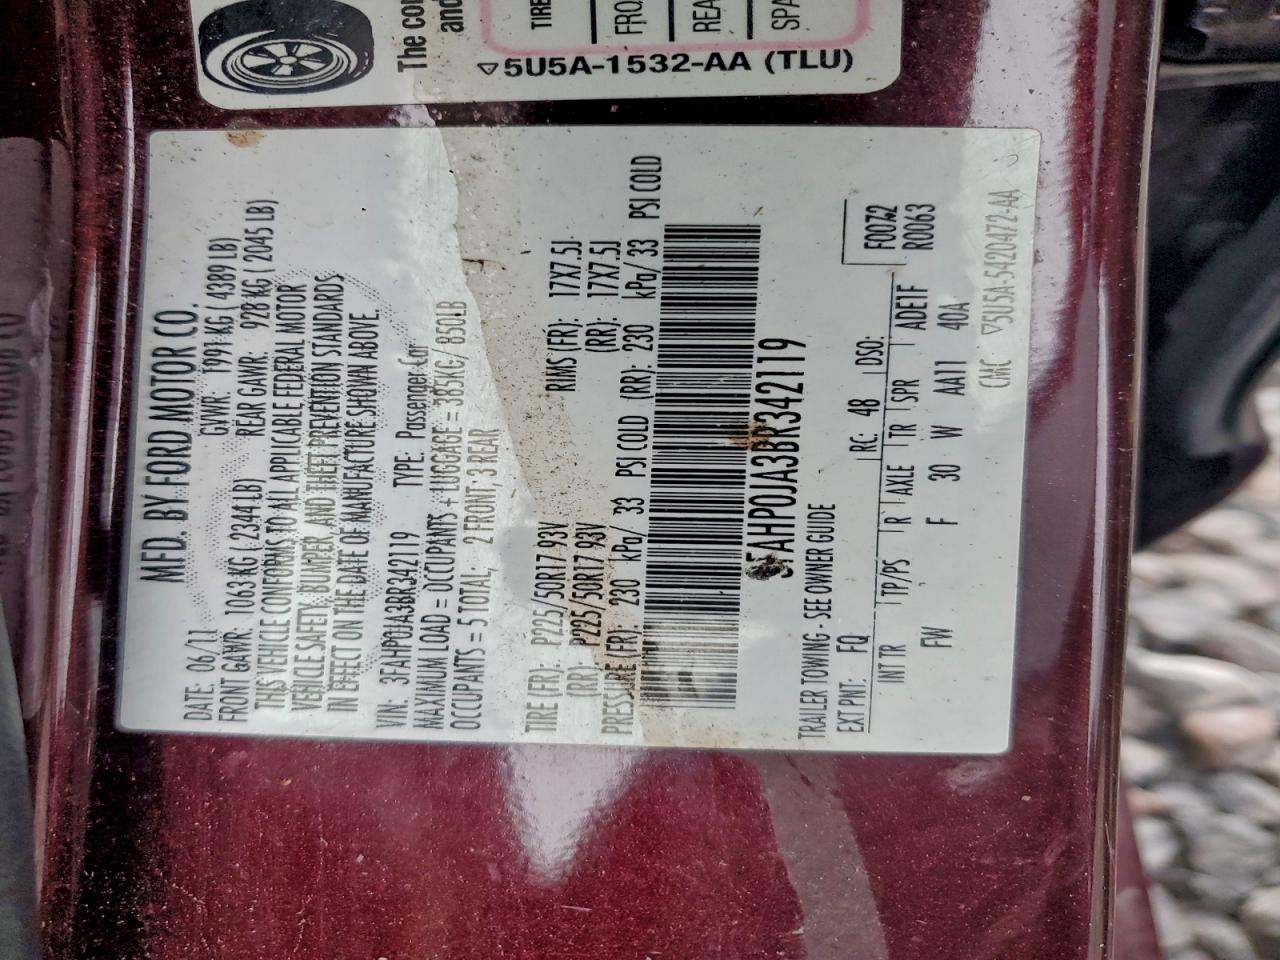 The co
and
TIRE
FRO
REA
SPA
5U5A-1532-AA (TLU)
MFD. BY FORD MOTOR CO.
DATE: 06/11 GVWR: 1991 KG ( 4389 LB)
FRONT GAWR: 1063 KG ( 2344 LB) REAR GAWR: 928 KG ( 2045 LB)
THIS VEHICLE CONFORMS TO ALL APPLICABLE FEDERAL MOTOR
VEHICLE SAFETY, BUMPER, AND THEFT PREVENTION STANDARDS
IN EFFECT ON THE DATE OF MANUFACTURE SHOWN ABOVE.
VIN: 3FAHP0JA3BR342119 TYPE: Passenger Car
MAXIMUM LOAD = OCCUPANTS + LUGGAGE = 385KG/ 850LB
OCCUPANTS = 5 TOTAL, 2 FRONT, 3 REAR
TIRE (FR): P225/50R17 93V RIMS (FR): 17X7.5J
(RR): P225/50R17 93V (RR): 17X7.5J
PRESSURE (FR): 230 kPa/ 33 PSI COLD (RR): 230 kPa/ 33 PSI COLD
3FAHP0JA3BR342119
TRAILER TOWING - SEE OWNER GUIDE
F0072
R0063
EXT PNT: FQ RC: 48 DSO:
INT TR TP/PS R AXLE TR SPR ADE1F
FW F 30 W AA11 40A
CMC 5U5A-5420472-AA